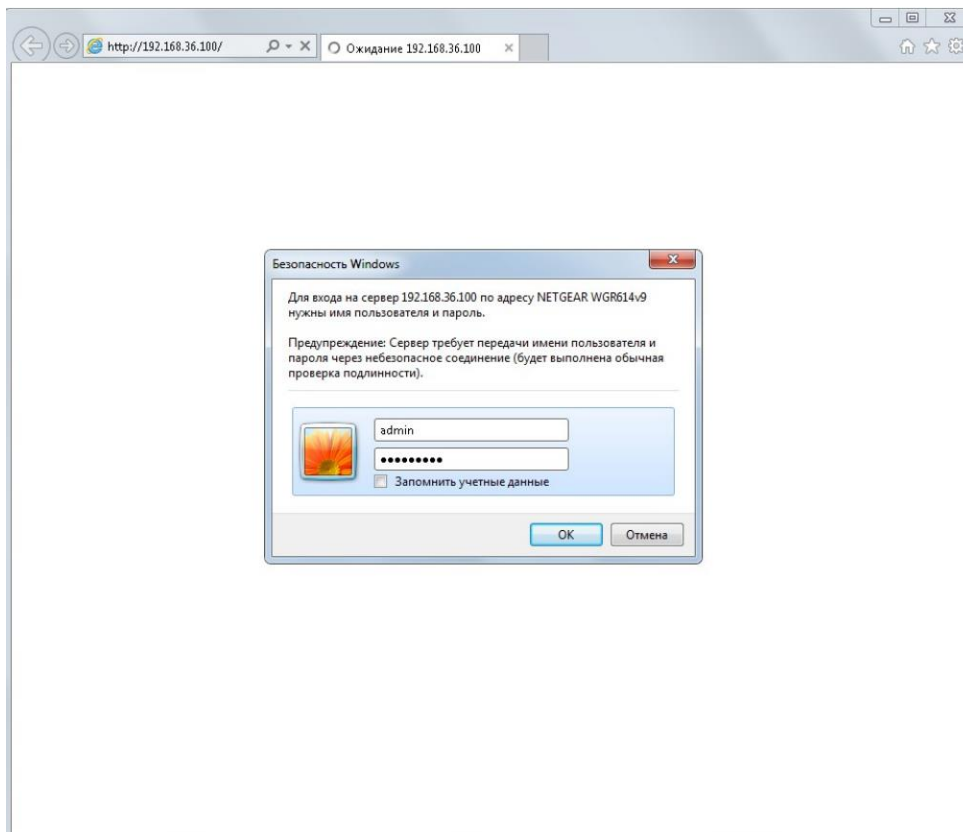 http://192.168.36.100/
Ожидание 192.168.36.100
Безопасность Windows
Для входа на сервер 192.168.36.100 по адресу NETGEAR WGR614v9
нужны имя пользователя и пароль.
Предупреждение: Сервер требует передачи имени пользователя и
пароля через небезопасное соединение (будет выполнена обычная
проверка подлинности).
admin
•••••••••
Запомнить учетные данные
OK
Отмена